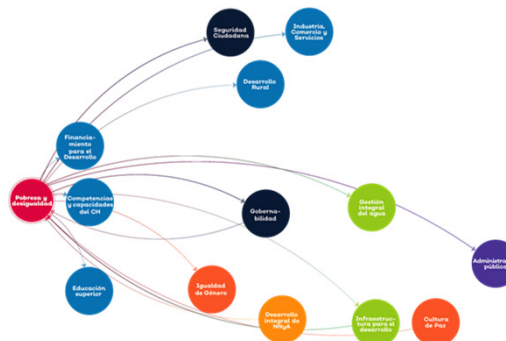 Seguridad
Ciudadana
Industria,
Comercio y
Servicios
Desarrollo
Rural
Financia-
miento
para el
Desarrollo
Pobreza y
desigualdad
Competencias
y capacidades
del CH
Goberna-
bilidad
Gestión
integral
del agua
Administra
pública
Educación
superior
Igualdad
de Género
Desarrollo
integral de
NNyA
Infraestruc-
tura para el
desarrollo
Cultura
de Paz